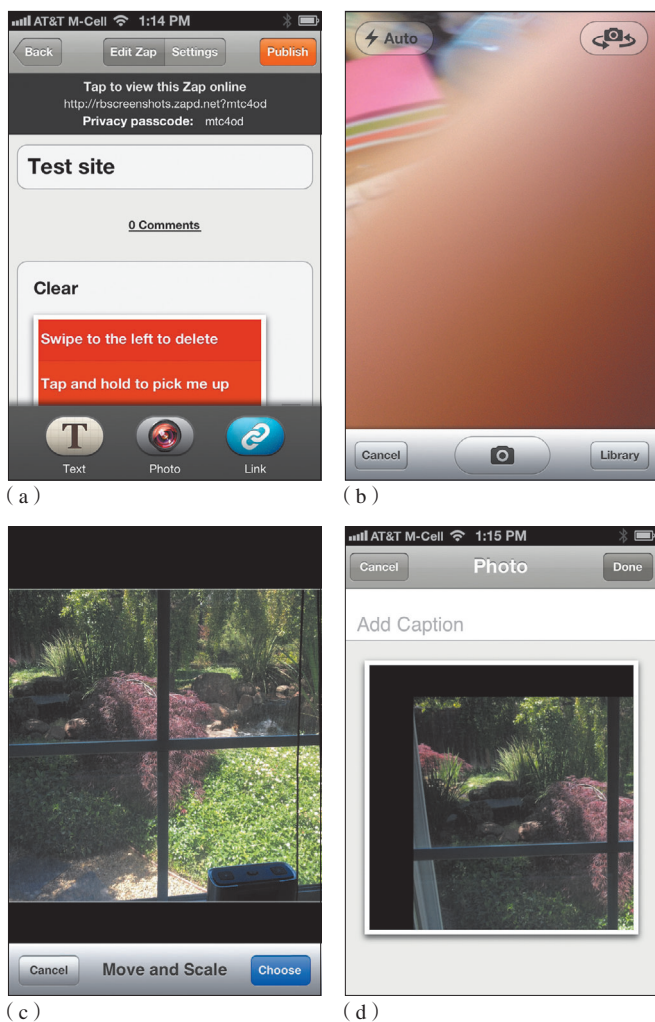 AT&T M-Cell 1:14 PM
Back Edit Zap Settings Publish
Tap to view this Zap online
http://rbscreenshots.zapd.net?mtc4od
Privacy passcode: mtc4od
Test site
0 Comments
Clear
Swipe to the left to delete
Tap and hold to pick me up
T
Text Photo Link
(a)
Auto
Cancel Library
(b)
Cancel Move and Scale Choose
(c)
AT&T M-Cell 1:15 PM
Cancel Photo Done
Add Caption
(d)